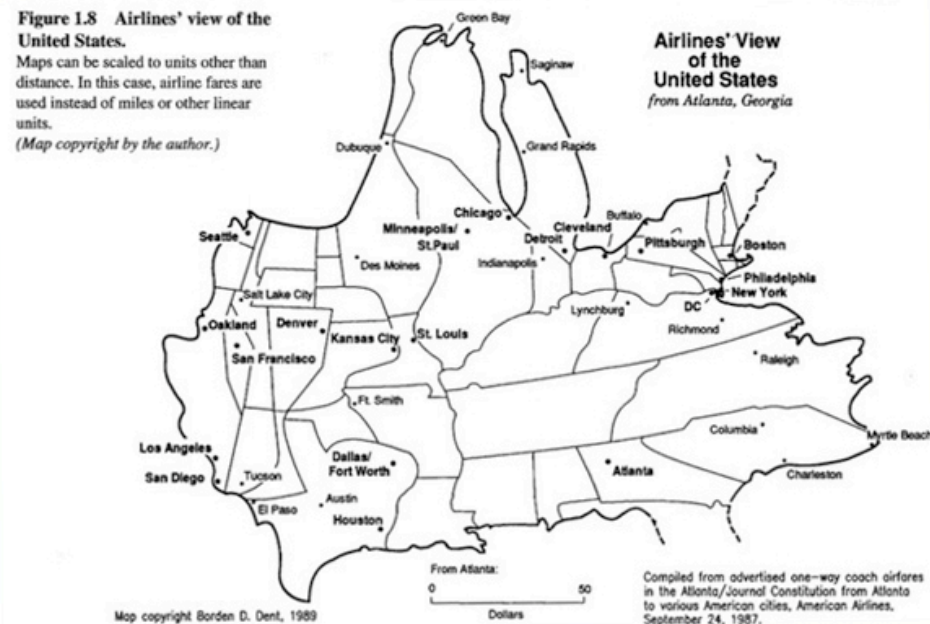 Figure 1.8 Airlines' view of the
United States.
Maps can be scaled to units other than
distance. In this case, airline fares are
used instead of miles or other linear
units.
(Map copyright by the author.)
Airlines' View
of the
United States
from Atlanta, Georgia
Green Bay
Saginaw
Dubuque
Grand Rapids
Chicago
Minneapolis/
St.Paul
Seattle
Des Moines
Indianapolis
Detroit
Cleveland
Buffalo
Pittsburgh
Boston
Philadelphia
New York
DC
Salt Lake City
Oakland
Denver
Kansas City
St. Louis
San Francisco
Lynchburg
Richmond
Raleigh
Ft. Smith
Columbia
Myrtle Beach
Los Angeles
San Diego
Tucson
Dallas/
Fort Worth
Atlanta
Charleston
El Paso
Austin
Houston
From Atlanta:
0 50
Dollars
Map copyright Borden D. Dent, 1989
Compiled from advertised one-way coach airfares
in the Atlanta/Journal Constitution from Atlanta
to various American cities, American Airlines,
September 24, 1987.